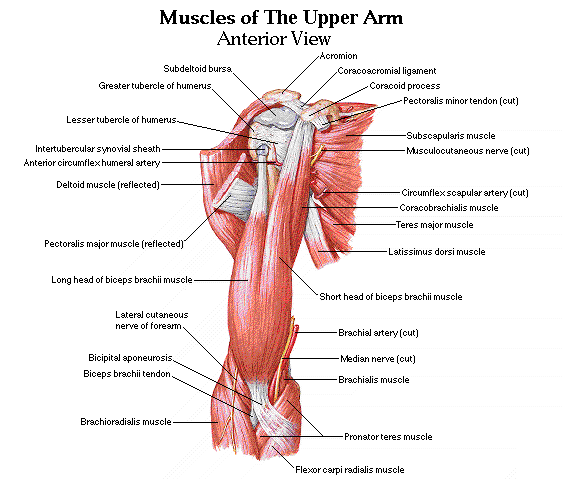 Muscles of The Upper Arm
Anterior View
Acromion
Subdeltoid bursa
Coracoacromial ligament
Greater tubercle of humerus
Coracoid process
Pectoralis minor tendon (cut)
Lesser tubercle of humerus
Subscapularis muscle
Intertubercular synovial sheath
Musculocutaneous nerve (cut)
Anterior circumflex humeral artery
Deltoid muscle (reflected)
Circumflex scapular artery (cut)
Coracobrachialis muscle
Teres major muscle
Pectoralis major muscle (reflected)
Latissimus dorsi muscle
Long head of biceps brachii muscle
Short head of biceps brachii muscle
Lateral cutaneous
nerve of forearm
Brachial artery (cut)
Bicipital aponeurosis
Median nerve (cut)
Biceps brachii tendon
Brachialis muscle
Brachioradialis muscle
Pronator teres muscle
Flexor carpi radialis muscle